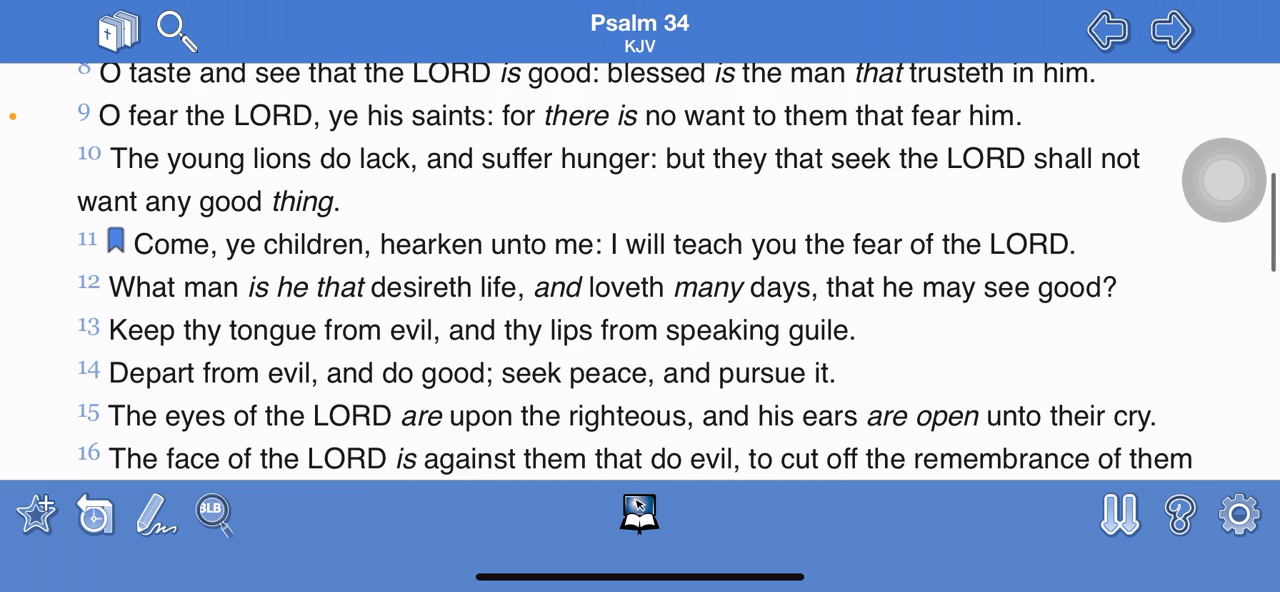 Psalm 34
KJV
8 O taste and see that the LORD is good: blessed is the man that trusteth in him.
9 O fear the LORD, ye his saints: for there is no want to them that fear him.
10 The young lions do lack, and suffer hunger: but they that seek the LORD shall not
want any good thing.
11 Come, ye children, hearken unto me: I will teach you the fear of the LORD.
12 What man is he that desireth life, and loveth many days, that he may see good?
13 Keep thy tongue from evil, and thy lips from speaking guile.
14 Depart from evil, and do good; seek peace, and pursue it.
15 The eyes of the LORD are upon the righteous, and his ears are open unto their cry.
16 The face of the LORD is against them that do evil, to cut off the remembrance of them
BLB